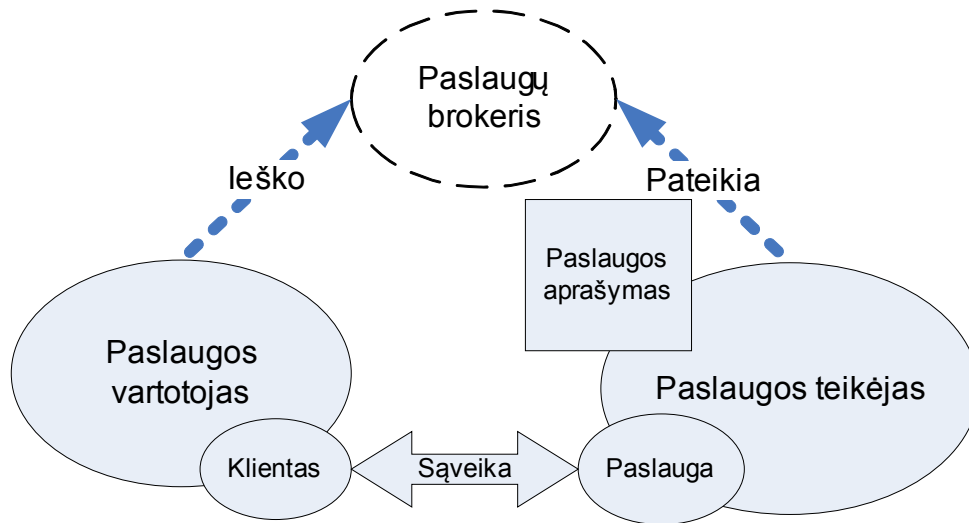 Paslaugų
brokeris
Ieško
Pateikia
Paslaugos
aprašymas
Paslaugos
vartotojas
Paslaugos teikėjas
Klientas
Sąveika
Paslauga